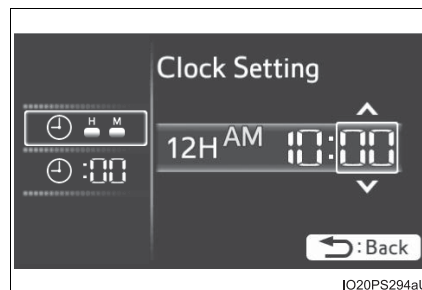 Clock Setting
H M
12H AM 10:00
:00
:Back
IO20PS294aU